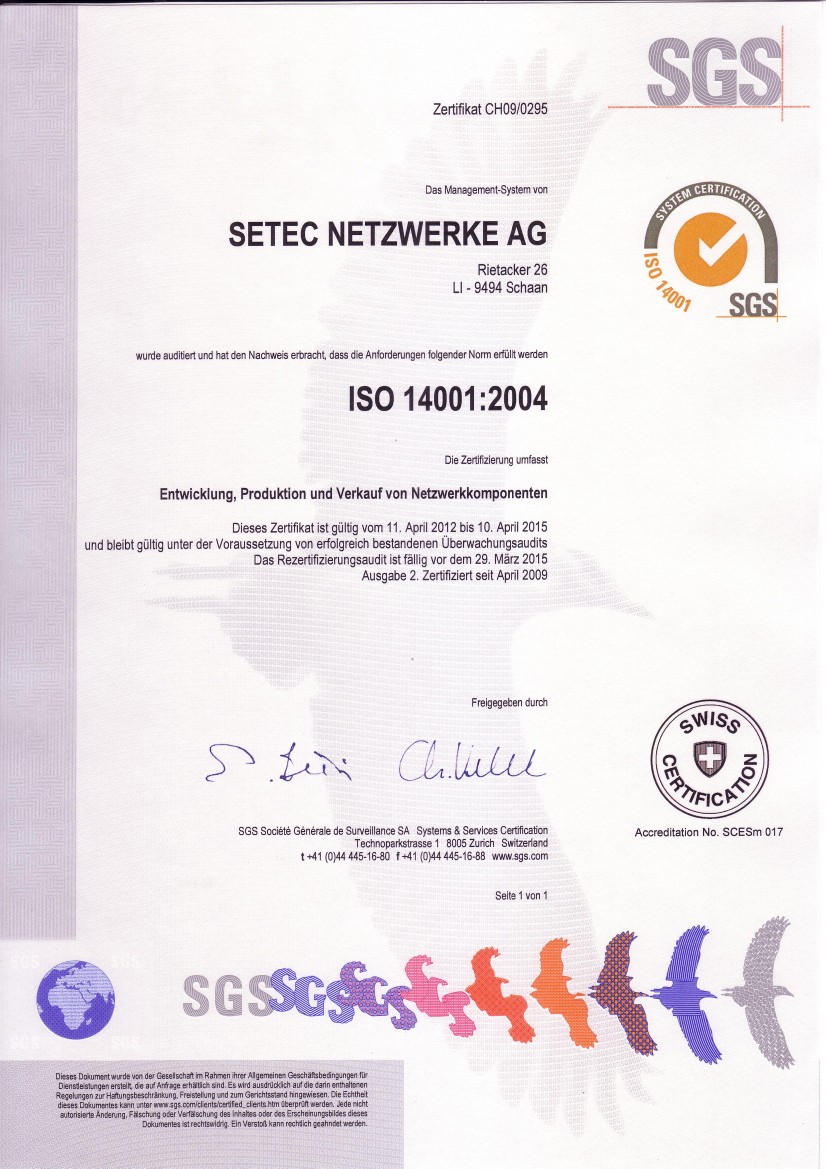 SGS
Zertifikat CH09/0295
Das Management-System von
SETEC NETZWERKE AG
Rietacker 26
LI - 9494 Schaan
SYSTEM CERTIFICATION
ISO 14001
SGS
wurde auditiert und hat den Nachweis erbracht, dass die Anforderungen folgender Norm erfüllt werden
ISO 14001:2004
Die Zertifizierung umfasst
Entwicklung, Produktion und Verkauf von Netzwerkkomponenten
Dieses Zertifikat ist gültig vom 11. April 2012 bis 10. April 2015
und bleibt gültig unter der Voraussetzung von erfolgreich bestandenen Überwachungsaudits
Das Rezertifizierungsaudit ist fällig vor dem 29. März 2015
Ausgabe 2. Zertifiziert seit April 2009
Freigegeben durch
SWISS
CERTIFICATION
Accreditation No. SCESm 017
SGS Société Générale de Surveillance SA Systems & Services Certification
Technoparkstrasse 1 8005 Zurich Switzerland
t +41 (0)44 445-16-80 f +41 (0)44 445-16-88 www.sgs.com
Seite 1 von 1
SGS SGS SGS
Dieses Dokument wurde von der Gesellschaft im Rahmen ihrer Allgemeinen Geschäftsbedingungen für
Dienstleistungen erstellt, die auf Anfrage erhältlich sind. Es wird ausdrücklich auf die darin enthaltenen
Regelungen zur Haftungsbeschränkung, Freistellung und zum Gerichtsstand hingewiesen. Die Echtheit
dieses Dokumentes kann unter www.sgs.com/clients/certified_clients.htm überprüft werden. Jede nicht
autorisierte Änderung, Fälschung oder Verfälschung des Inhaltes oder des Erscheinungsbildes dieses
Dokument ist rechtswidrig. Ein Verstoß kann rechtlich geahndet werden.